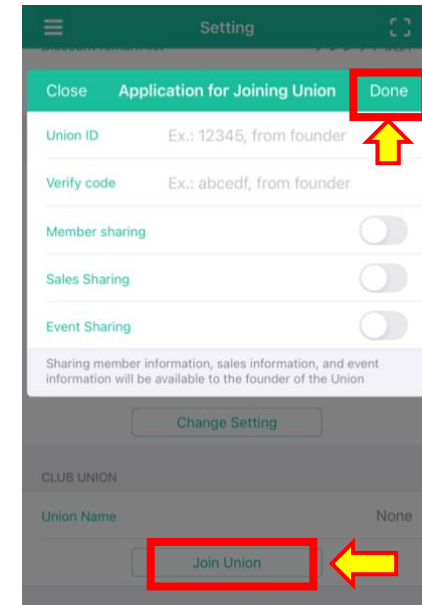 Setting
Close Application for Joining Union Done
Union ID Ex.: 12345, from founder
Verify code Ex.: abcedf, from founder
Member sharing
Sales Sharing
Event Sharing
Sharing member information, sales information, and event
information will be available to the founder of the Union
Change Setting
CLUB UNION
Union Name None
Join Union